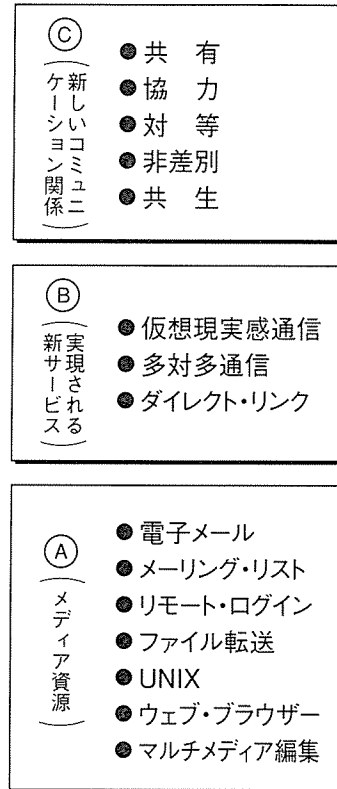 Ⓒ
（新しいコミュニ
ケーション関係）
●共　有
●協　力
●対　等
●非差別
●共　生
Ⓑ
（実現される
新サービス）
●仮想現実感通信
●多対多通信
●ダイレクト・リンク
Ⓐ
（メディア資源）
●電子メール
●メーリング・リスト
●リモート・ログイン
●ファイル転送
●UNIX
●ウェブ・ブラウザー
●マルチメディア編集